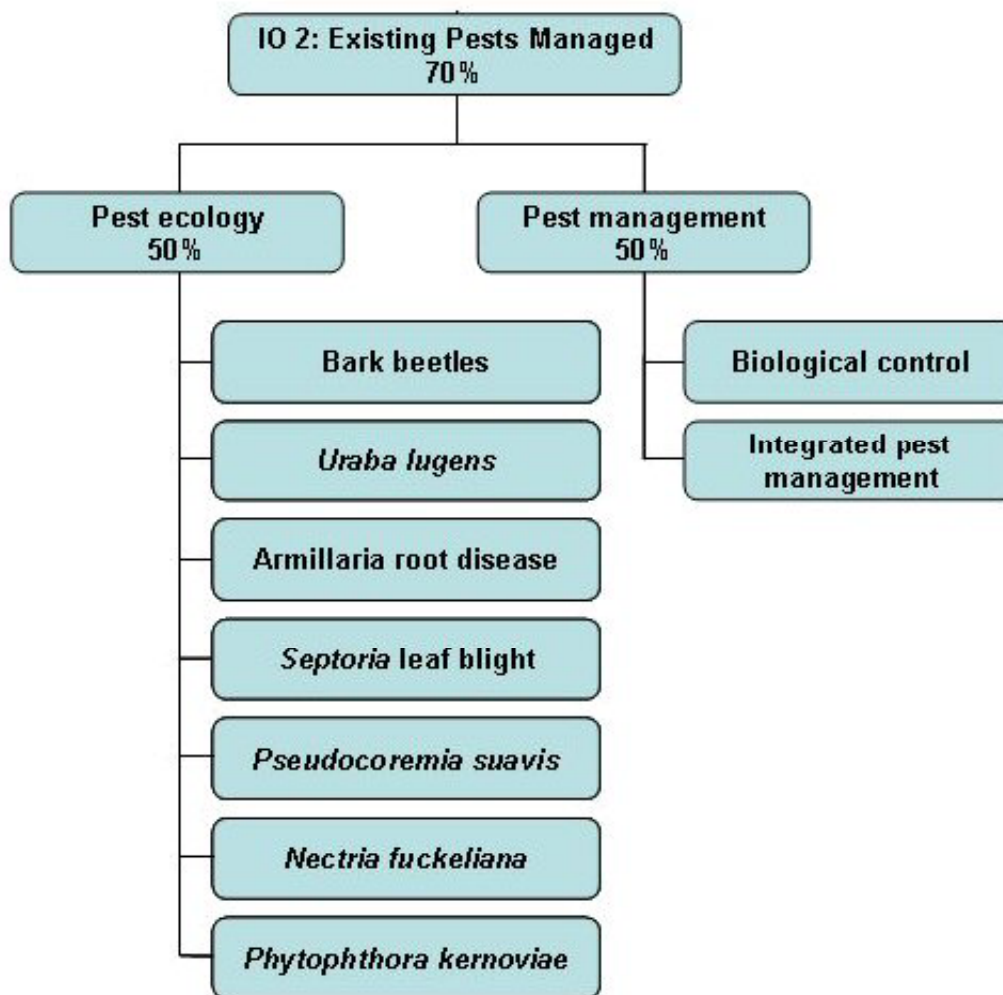 IO 2: Existing Pests Managed
70%
Pest ecology
50%
Pest management
50%
Bark beetles
Uraba lugens
Armillaria root disease
Septoria leaf blight
Pseudocoremia suavis
Nectria fuckeliana
Phytophthora kernoviae
Biological control
Integrated pest
management